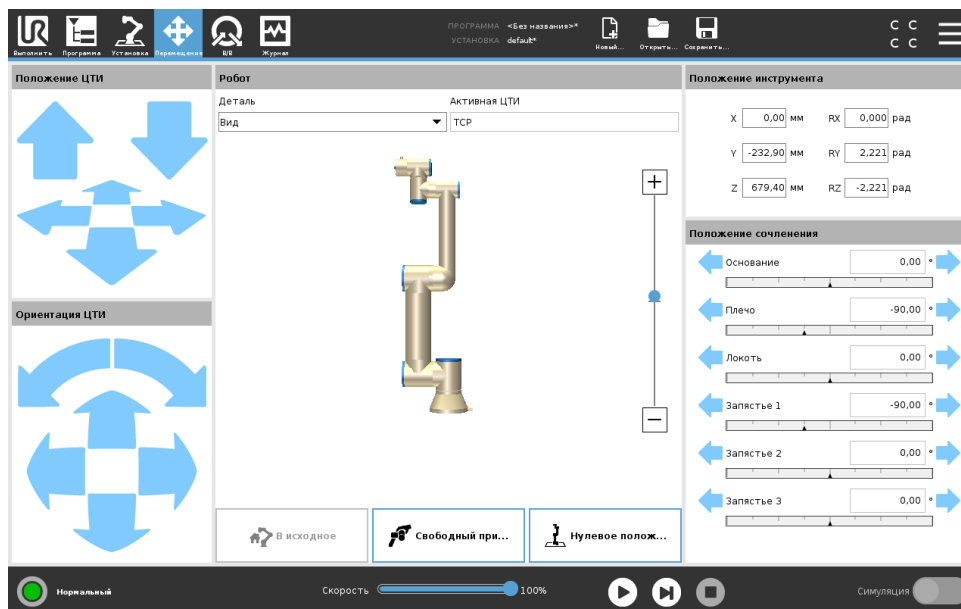 UR
Выполнить Программа Установка Перемещение В/В Журнал
ПРОГРАММА <Без названия>*
УСТАНОВКА default*
Новый... Открыть... Сохранить...
C C
C C
Положение ЦТИ
Робот
Положение инструмента
Деталь Активная ЦТИ
Вид TCP
X 0,00 мм RX 0,000 рад
Y -232,90 мм RY 2,221 рад
Z 679,40 мм RZ -2,221 рад
Положение сочленения
Основание 0,00 °
Плечо -90,00 °
Локоть 0,00 °
Запястье 1 -90,00 °
Запястье 2 0,00 °
Запястье 3 0,00 °
Ориентация ЦТИ
В исходное Свободный при... Нулевое полож...
Нормальный Скорость 100% Симуляция